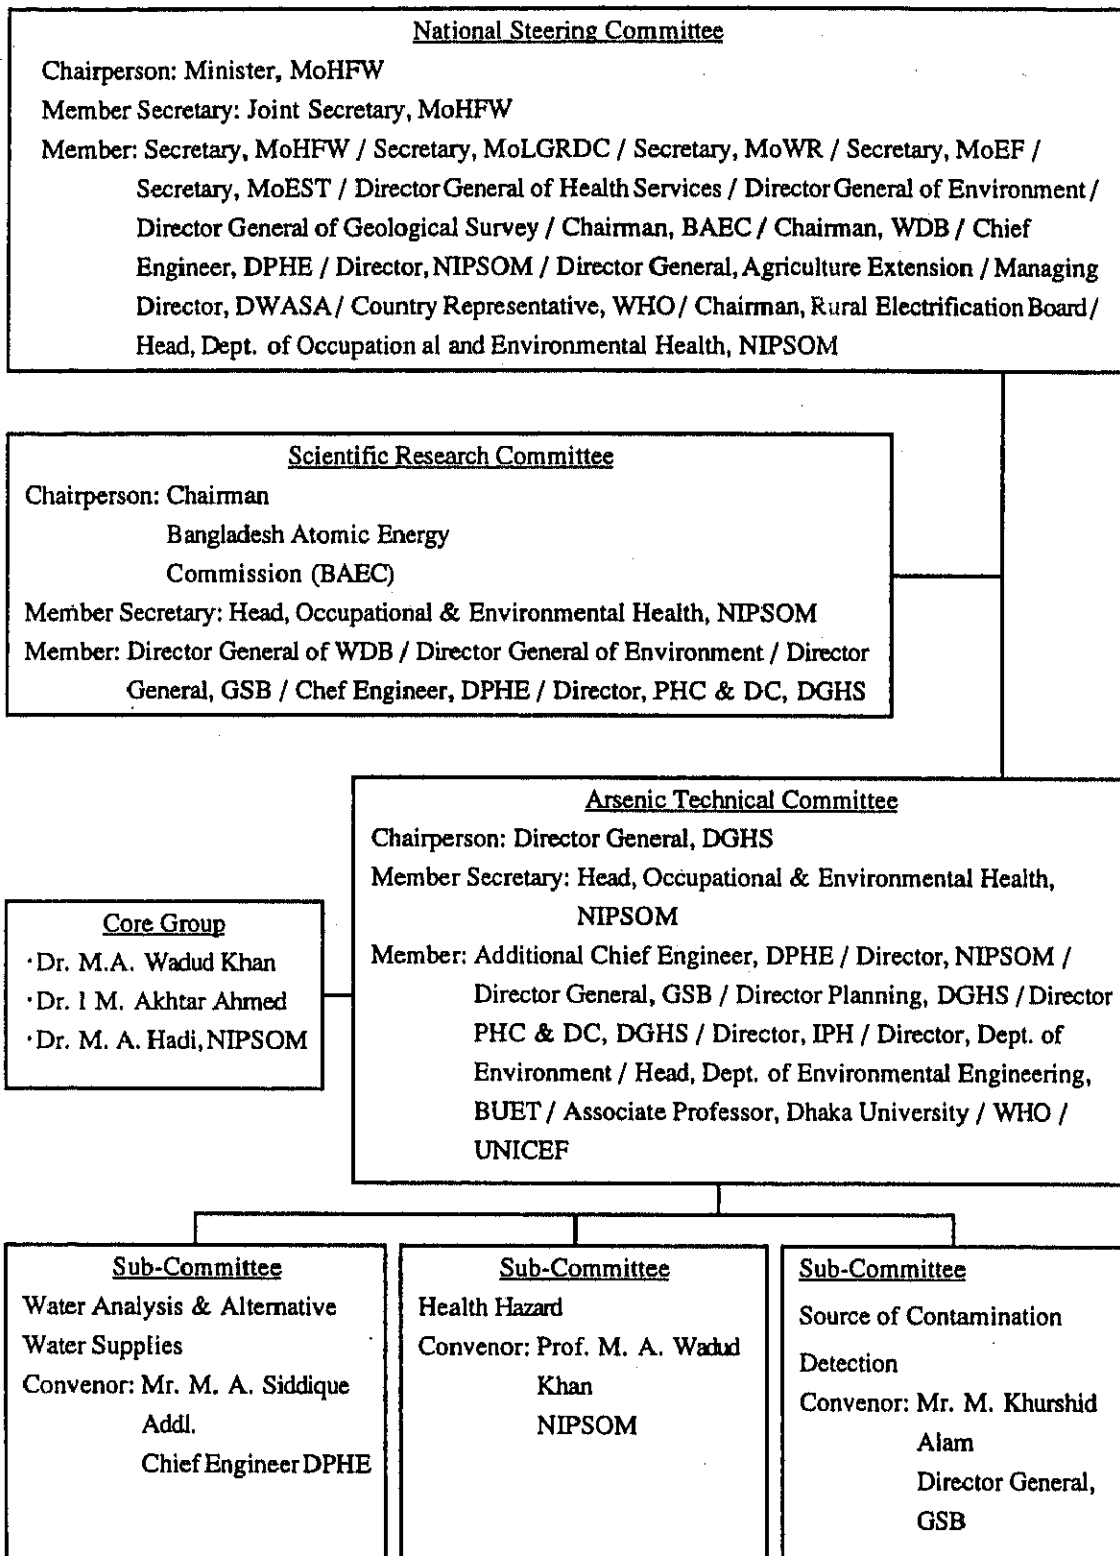 National Steering Committee
Chairperson: Minister, MoHFW
Member Secretary: Joint Secretary, MoHFW
Member: Secretary, MoHFW / Secretary, MoLGRDC / Secretary, MoWR / Secretary, MoEF /
Secretary, MoEST / Director General of Health Services / Director General of Environment /
Director General of Geological Survey / Chairman, BAEC / Chairman, WDB / Chief
Engineer, DPHE / Director, NIPSOM / Director General, Agriculture Extension / Managing
Director, DWASA / Country Representative, WHO / Chairman, Rural Electrification Board /
Head, Dept. of Occupation al and Environmental Health, NIPSOM
Scientific Research Committee
Chairperson: Chairman
Bangladesh Atomic Energy
Commission (BAEC)
Member Secretary: Head, Occupational & Environmental Health, NIPSOM
Member: Director General of WDB / Director General of Environment / Director
General, GSB / Chef Engineer, DPHE / Director, PHC & DC, DGHS
Arsenic Technical Committee
Chairperson: Director General, DGHS
Member Secretary: Head, Occupational & Environmental Health,
NIPSOM
Member: Additional Chief Engineer, DPHE / Director, NIPSOM /
Director General, GSB / Director Planning, DGHS / Director
PHC & DC, DGHS / Director, IPH / Director, Dept. of
Environment / Head, Dept. of Environmental Engineering,
BUET / Associate Professor, Dhaka University / WHO /
UNICEF
Core Group
·Dr. M.A. Wadud Khan
·Dr. I M. Akhtar Ahmed
·Dr. M. A. Hadi, NIPSOM
Sub-Committee
Water Analysis & Alternative
Water Supplies
Convenor: Mr. M. A. Siddique
Addl.
Chief Engineer DPHE
Sub-Committee
Health Hazard
Convenor: Prof. M. A. Wadud
Khan
NIPSOM
Sub-Committee
Source of Contamination
Detection
Convenor: Mr. M. Khurshid
Alam
Director General,
GSB